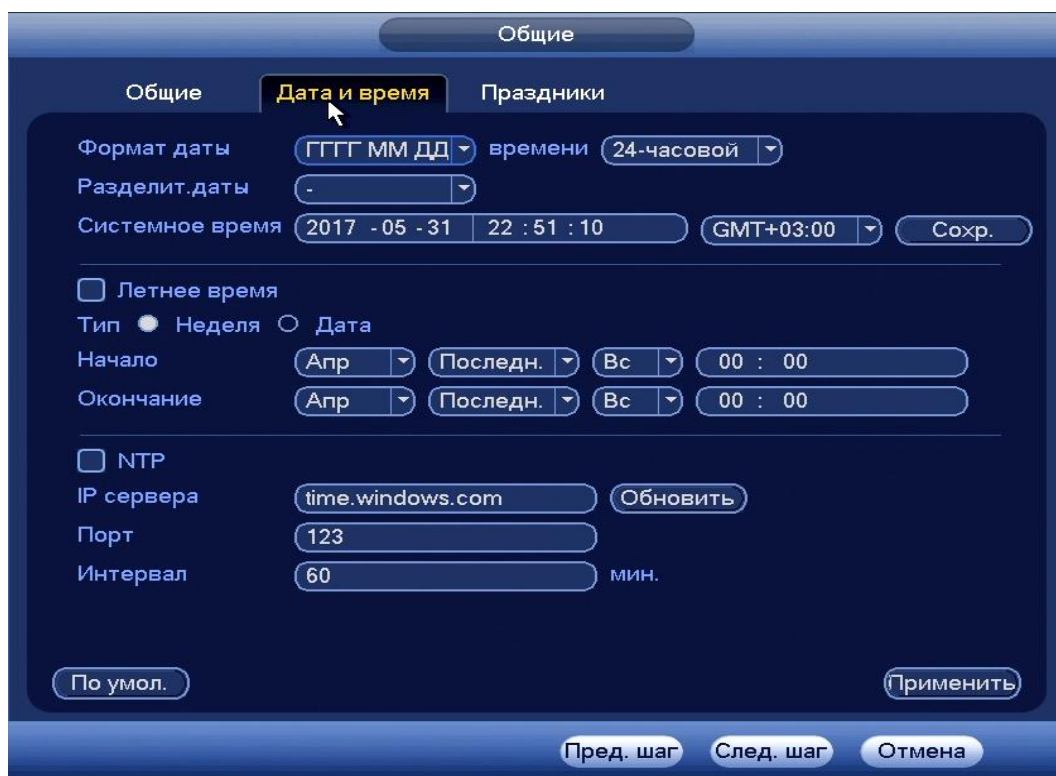 Общие
Общие Дата и время Праздники
Формат даты ГГГГ ММ ДД времени 24-часовой
Разделит.даты -
Системное время 2017 - 05 - 31 22 : 51 : 10 GMT+03:00 Сохр.
Летнее время
Тип Неделя Дата
Начало Апр Последн. Вс 00 : 00
Окончание Апр Последн. Вс 00 : 00
NTP
IP сервера time.windows.com Обновить
Порт 123
Интервал 60 мин.
По умол. Применить
Пред. шаг След. шаг Отмена